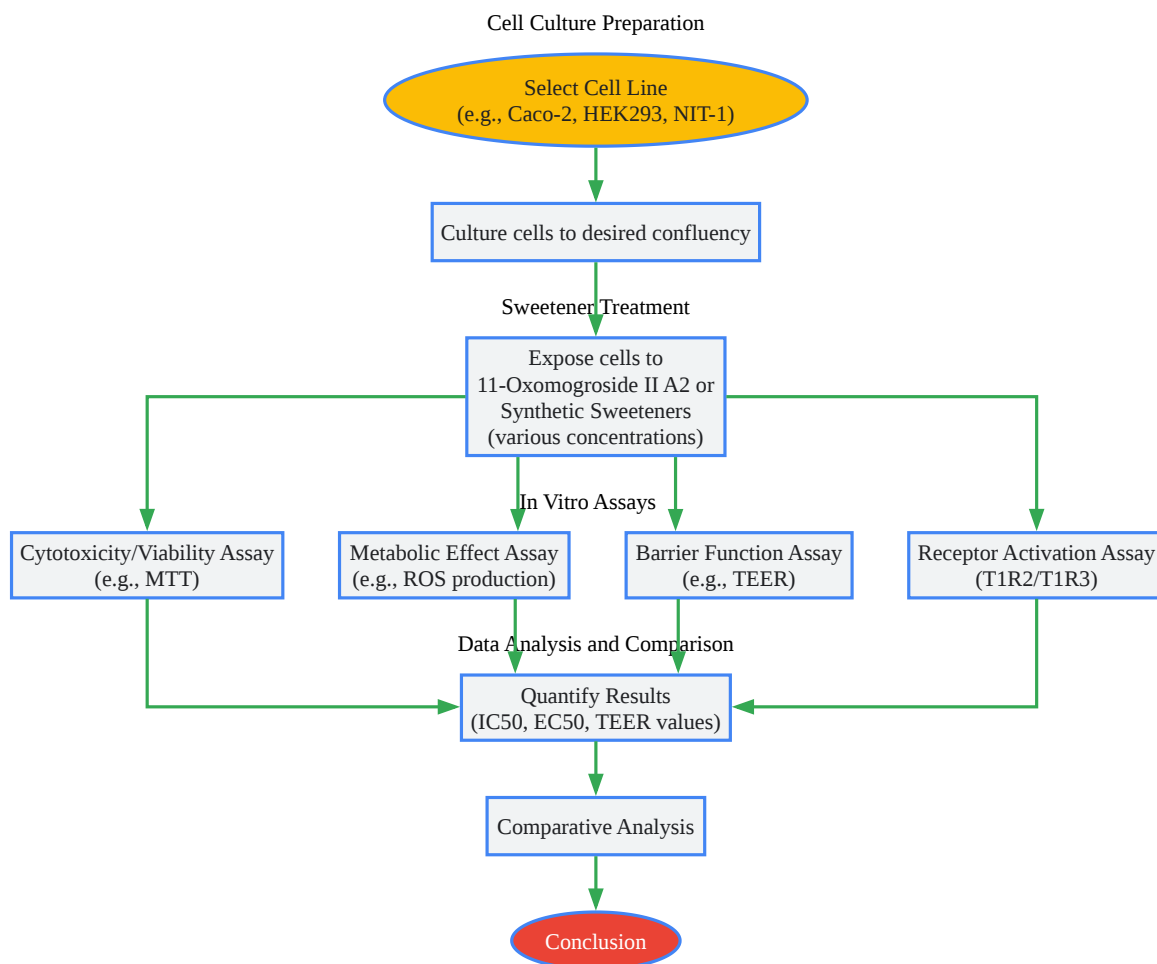 Cell Culture Preparation
Select Cell Line
(e.g., Caco-2, HEK293, NIT-1)
Culture cells to desired confluency
Sweetener Treatment
Expose cells to
11-Oxomogroside II A2 or
Synthetic Sweeteners
(various concentrations)
In Vitro Assays
Cytotoxicity/Viability Assay
(e.g., MTT)
Metabolic Effect Assay
(e.g., ROS production)
Barrier Function Assay
(e.g., TEER)
Receptor Activation Assay
(T1R2/T1R3)
Data Analysis and Comparison
Quantify Results
(IC50, EC50, TEER values)
Comparative Analysis
Conclusion